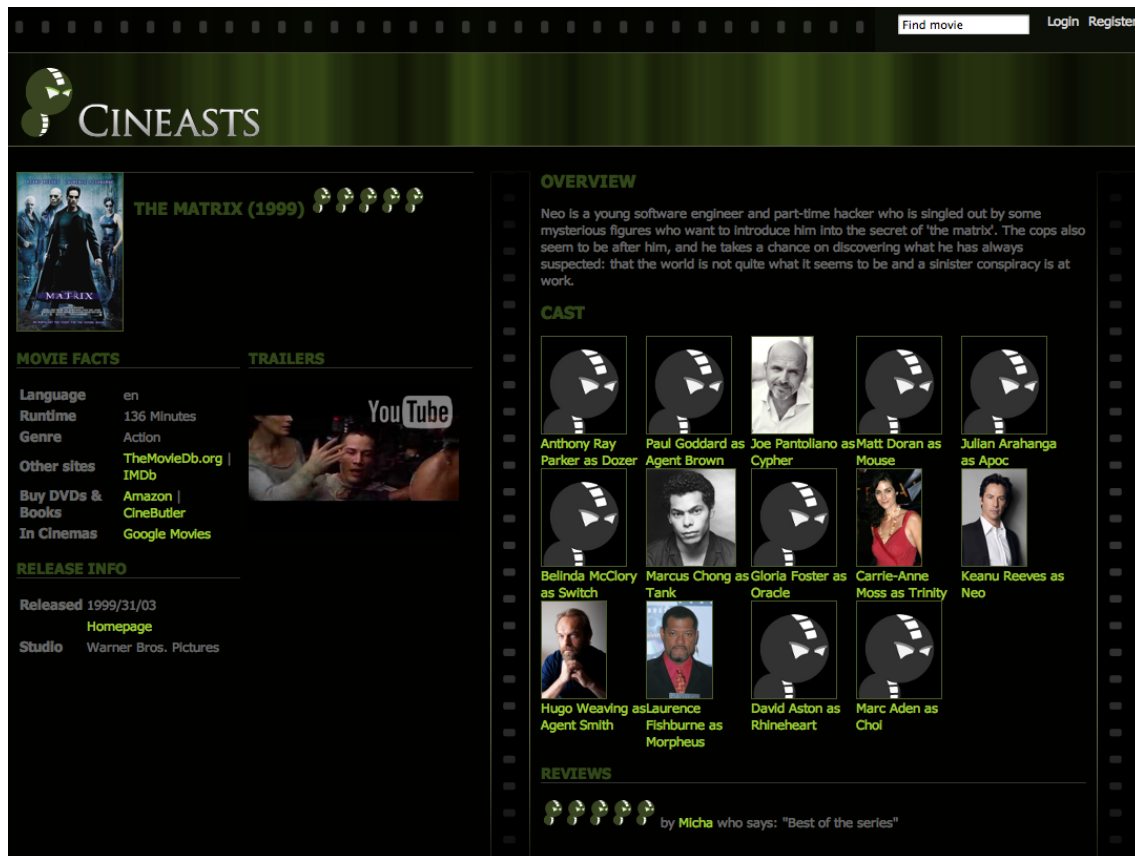 Find movie
Login Register
CINEASTS
THE MATRIX (1999)
MATRIX
MOVIE FACTS
Language en
Runtime 136 Minutes
Genre Action
Other sites TheMovieDb.org |
IMDb
Buy DVDs & Amazon |
Books CineButler
In Cinemas Google Movies
TRAILERS
YouTube
RELEASE INFO
Released 1999/31/03
Homepage
Studio Warner Bros. Pictures
OVERVIEW
Neo is a young software engineer and part-time hacker who is singled out by some
mysterious figures who want to introduce him into the secret of 'the matrix'. The cops also
seem to be after him, and he takes a chance on discovering what he has always
suspected: that the world is not quite what it seems to be and a sinister conspiracy is at
work.
CAST
Anthony Ray
Parker as Dozer
Paul Goddard as
Agent Brown
Joe Pantoliano as
Cypher
Matt Doran as
Mouse
Julian Arahanga
as Apoc
Belinda McClory
as Switch
Marcus Chong as
Tank
Gloria Foster as
Oracle
Carrie-Anne
Moss as Trinity
Keanu Reeves as
Neo
Hugo Weaving as
Agent Smith
Laurence
Fishburne as
Morpheus
David Aston as
Rhineheart
Marc Aden as
Choi
REVIEWS
by Micha who says: "Best of the series"